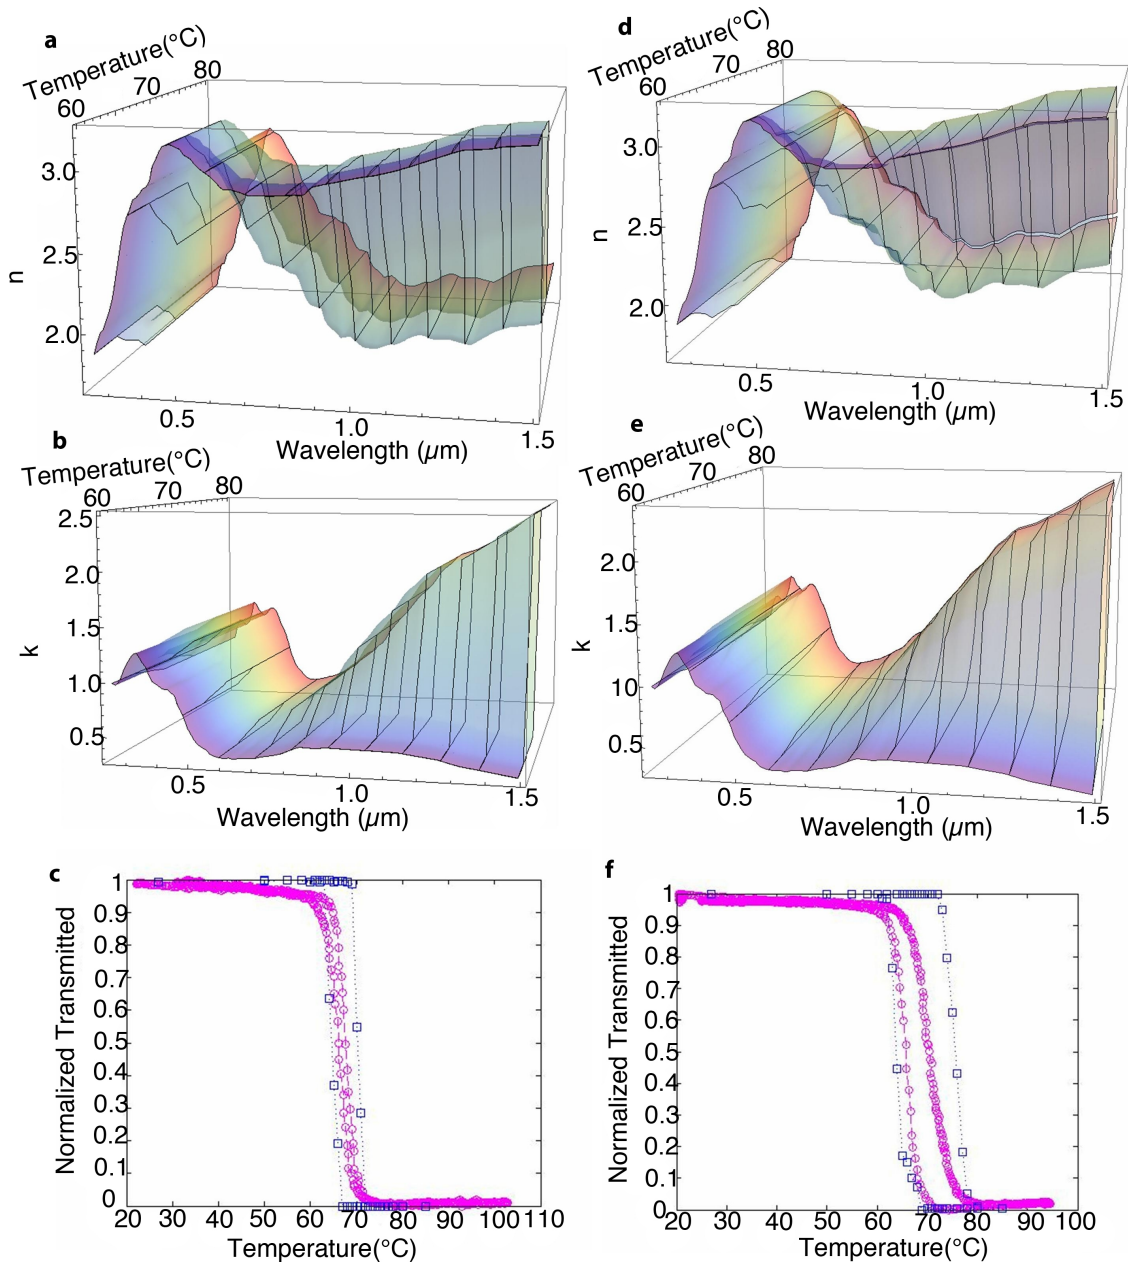 a
Temperature(°C)
60 70 80
3.0
2.5
2.0
n
0.5 1.0 1.5
Wavelength (µm)
b
Temperature(°C)
60 70 80
2.5
2.0
1.5
1.0
0.5
k
0.5 1.0 1.5
Wavelength (µm)
c
Normalized Transmitted
1
0.9
0.8
0.7
0.6
0.5
0.4
0.3
0.2
0.1
0
20 30 40 50 60 70 80 90 100 110
Temperature(°C)
d
Temperature(°C)
60 70 80
3.0
2.5
2.0
n
0.5 1.0 1.5
Wavelength (µm)
e
Temperature(°C)
60 70 80
2.0
1.5
10
0.5
k
0.5 1.0 1.5
Wavelength (µm)
f
Normalized Transmitted
1
0.9
0.8
0.7
0.6
0.5
0.4
0.3
0.2
0.1
0
20 30 40 50 60 70 80 90 100
Temperature(°C)